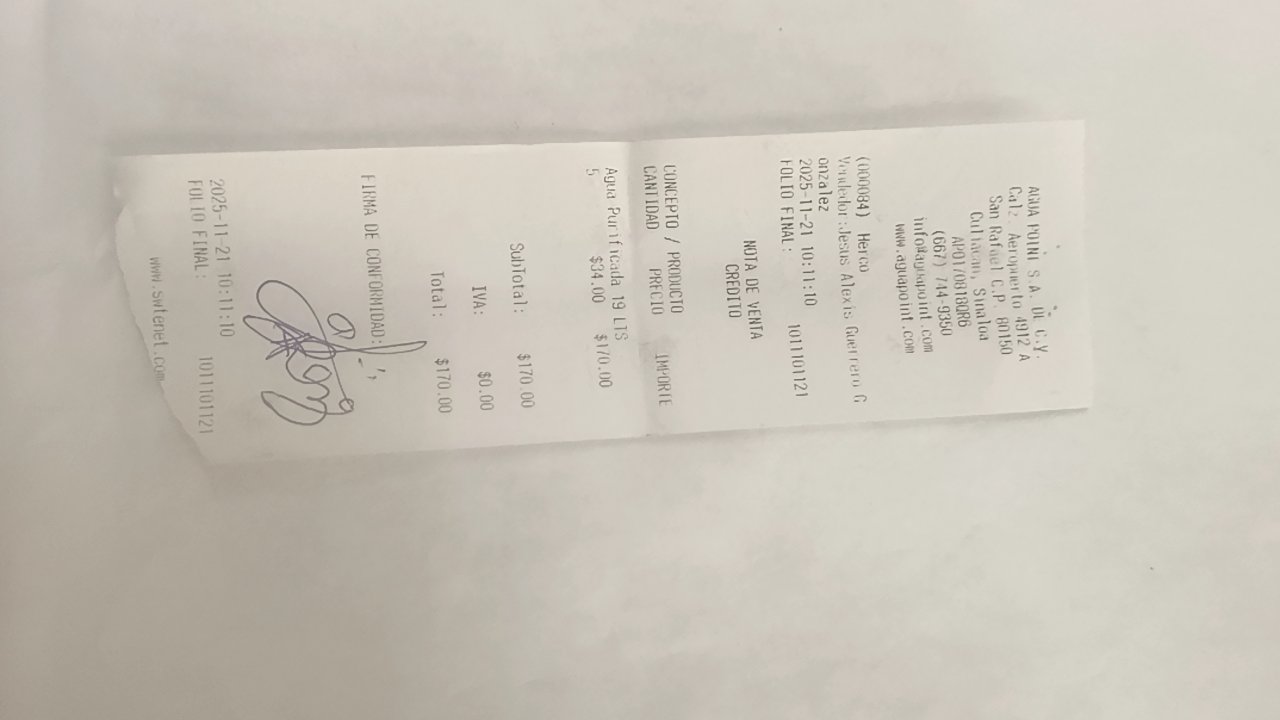 AGUA POINT S.A. DE C.V
Calz. Aeropuerto 4912 A
San Rafael C.P. 80150
Culiacan, Sinaloa
AP0170818QR6
(667) 744-9350
info@aguapoint.com
www.aguapoint.com
(000084) Herco
Vendedor:Jesus Alexis Guerrero G
onzalez
2025-11-21 10:11:10
FOLIO FINAL: 1011101121
NOTA DE VENTA
CREDITO
CONCEPTO / PRODUCTO
CANTIDAD PRECIO IMPORTE
Agua Purificada 19 LTS
5 $34.00 $170.00
SubTotal: $170.00
IVA: $0.00
Total: $170.00
FIRMA DE CONFORMIDAD:
2025-11-21 10:11:10
FOLIO FINAL: 1011101121
www.swtenet.com